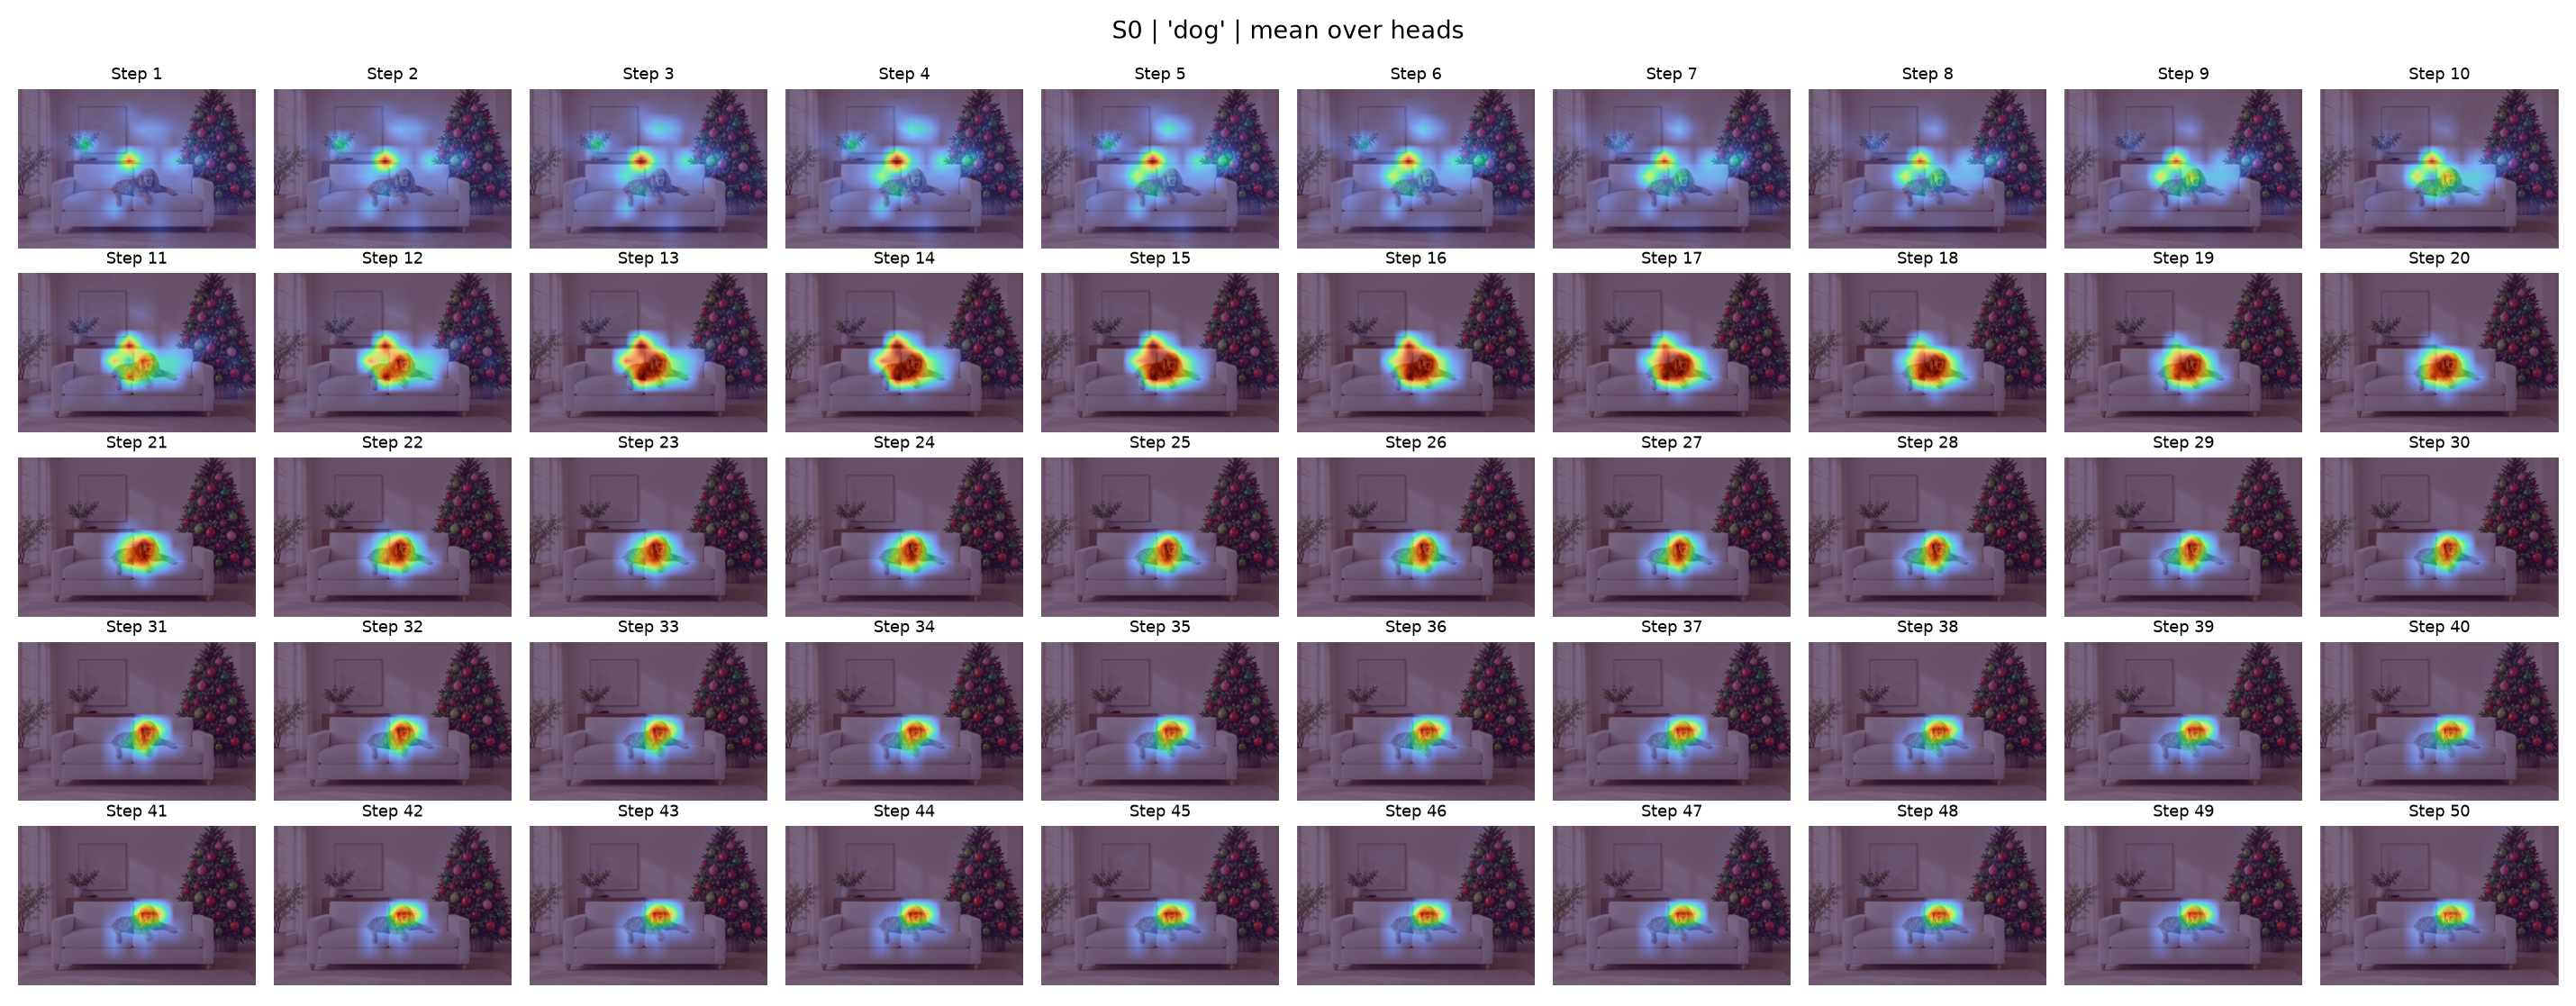 S0 | 'dog' | mean over heads
Step 1 Step 2 Step 3 Step 4 Step 5 Step 6 Step 7 Step 8 Step 9 Step 10
Step 11 Step 12 Step 13 Step 14 Step 15 Step 16 Step 17 Step 18 Step 19 Step 20
Step 21 Step 22 Step 23 Step 24 Step 25 Step 26 Step 27 Step 28 Step 29 Step 30
Step 31 Step 32 Step 33 Step 34 Step 35 Step 36 Step 37 Step 38 Step 39 Step 40
Step 41 Step 42 Step 43 Step 44 Step 45 Step 46 Step 47 Step 48 Step 49 Step 50